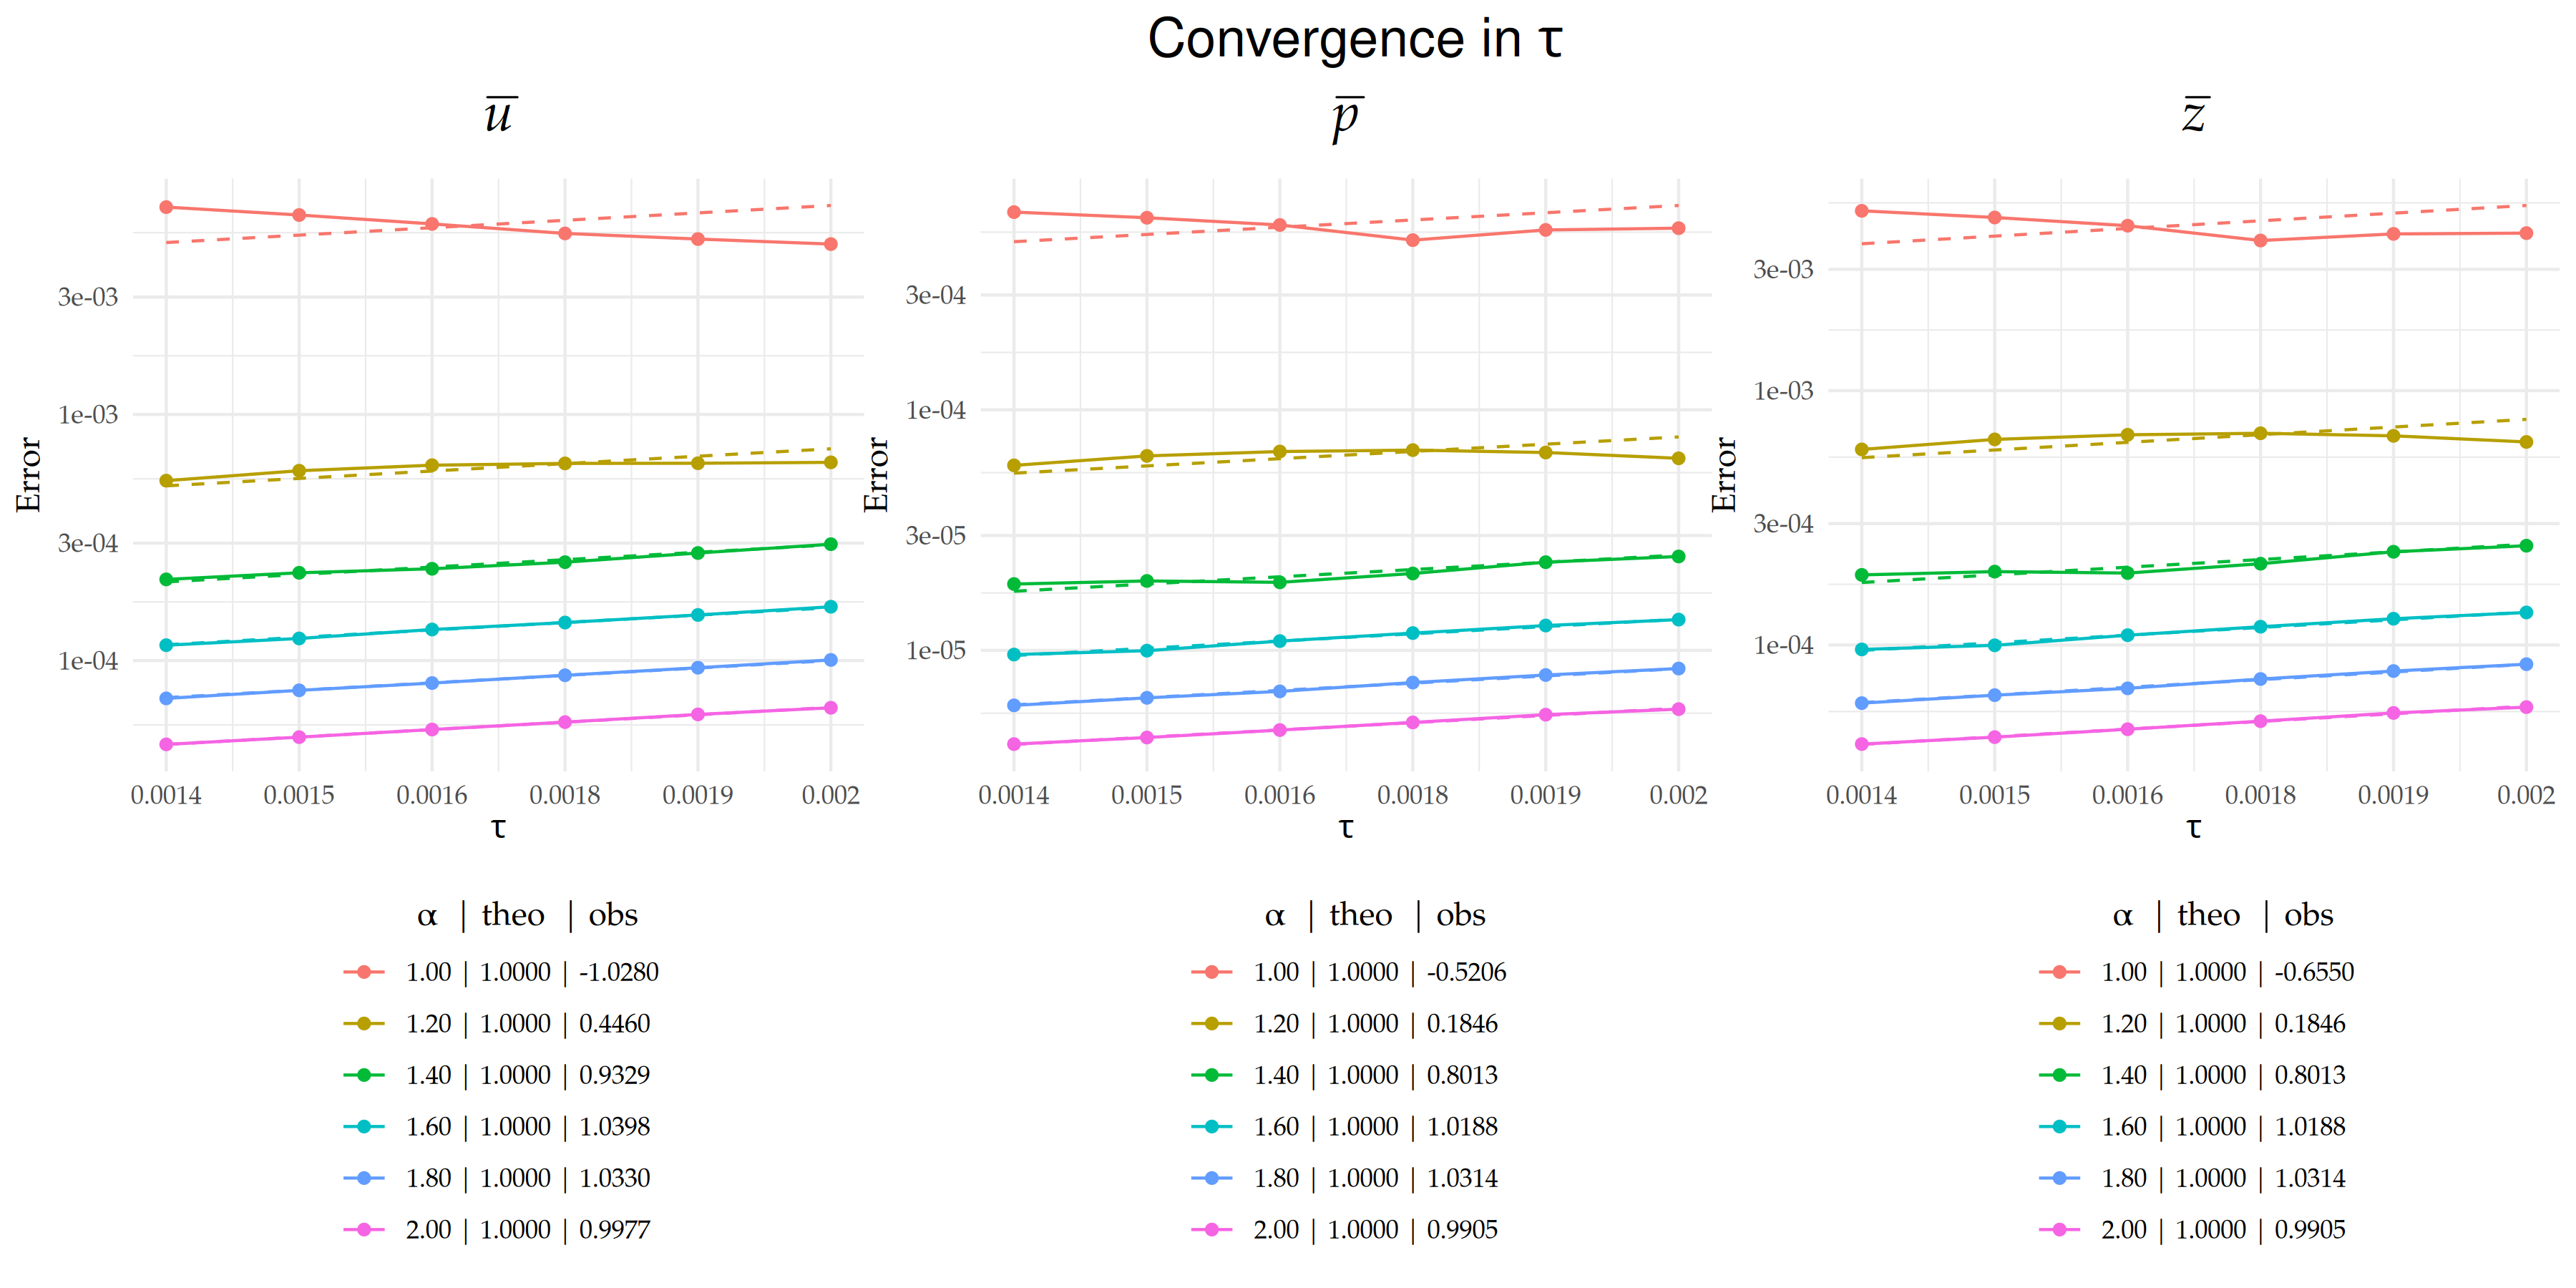 Convergence in τ
u̅
p̅
z̅
Error
3e-03
1e-03
3e-04
1e-04
0.0014 0.0015 0.0016 0.0018 0.0019 0.002
τ
Error
3e-04
1e-04
3e-05
1e-05
0.0014 0.0015 0.0016 0.0018 0.0019 0.002
τ
Error
3e-03
1e-03
3e-04
1e-04
0.0014 0.0015 0.0016 0.0018 0.0019 0.002
τ
α | theo | obs
1.00 | 1.0000 | -1.0280
1.20 | 1.0000 | 0.4460
1.40 | 1.0000 | 0.9329
1.60 | 1.0000 | 1.0398
1.80 | 1.0000 | 1.0330
2.00 | 1.0000 | 0.9977
α | theo | obs
1.00 | 1.0000 | -0.5206
1.20 | 1.0000 | 0.1846
1.40 | 1.0000 | 0.8013
1.60 | 1.0000 | 1.0188
1.80 | 1.0000 | 1.0314
2.00 | 1.0000 | 0.9905
α | theo | obs
1.00 | 1.0000 | -0.6550
1.20 | 1.0000 | 0.1846
1.40 | 1.0000 | 0.8013
1.60 | 1.0000 | 1.0188
1.80 | 1.0000 | 1.0314
2.00 | 1.0000 | 0.9905